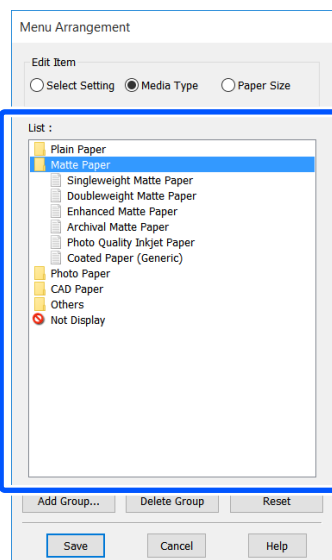 Menu Arrangement
Edit Item
Select Setting Media Type Paper Size
List :
Plain Paper
Matte Paper
Singleweight Matte Paper
Doubleweight Matte Paper
Enhanced Matte Paper
Archival Matte Paper
Photo Quality Inkjet Paper
Coated Paper (Generic)
Photo Paper
CAD Paper
Others
Not Display
Add Group... Delete Group Reset
Save Cancel Help